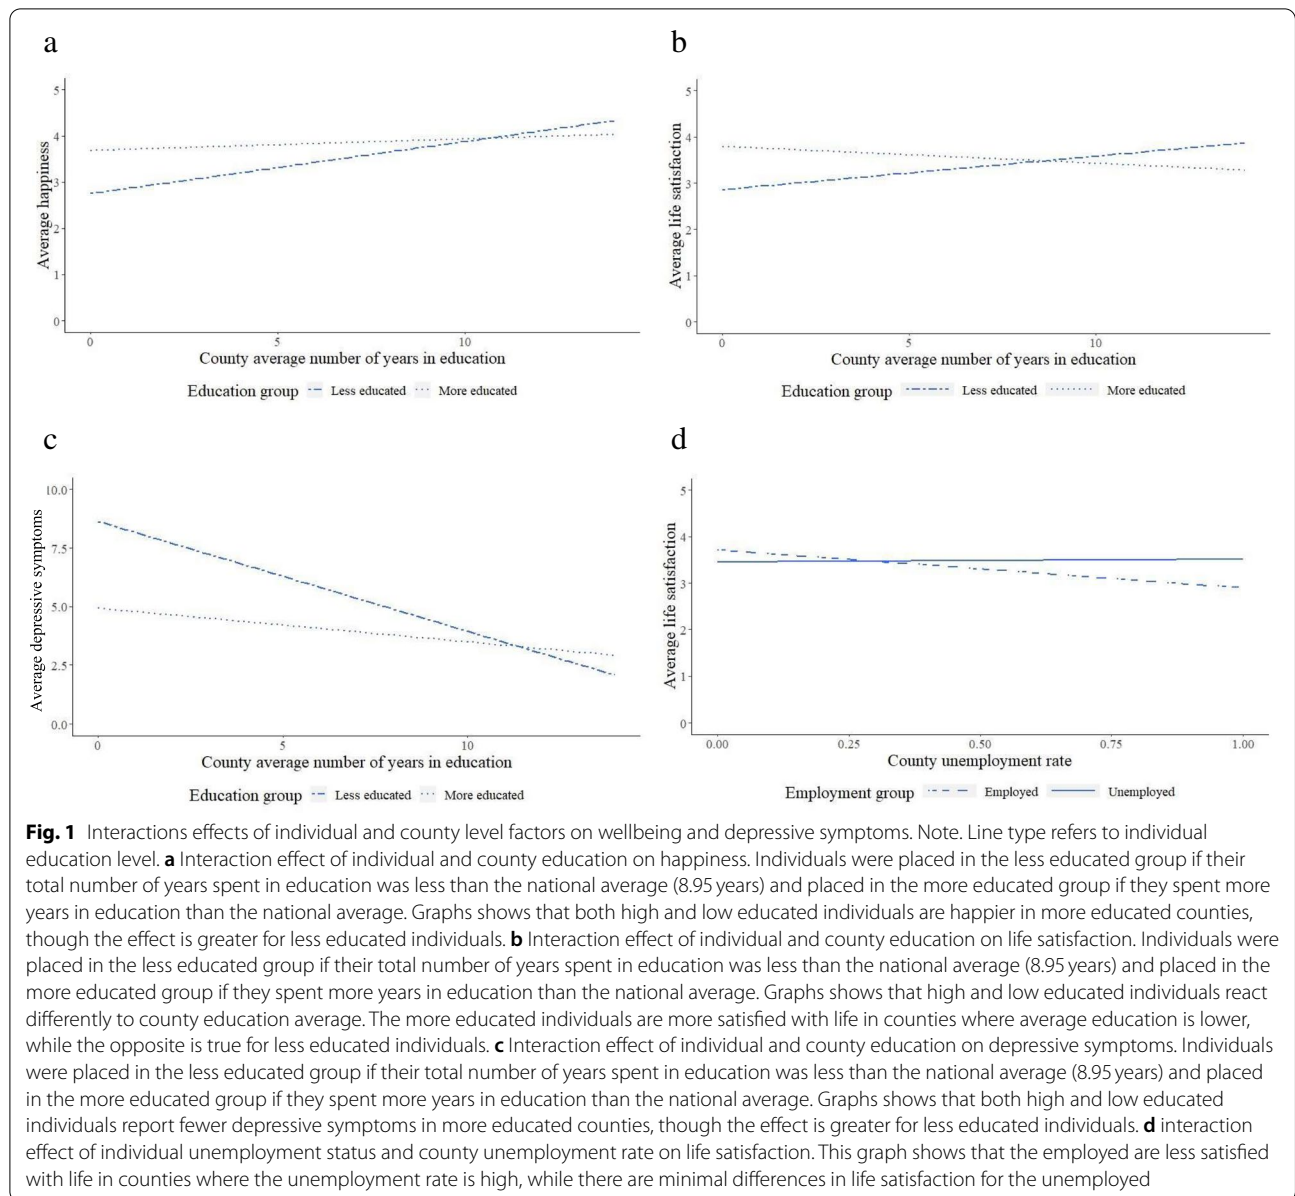 a
5
4
3
2
1
0
Average happiness
0 5 10
County average number of years in education
Education group Less educated More educated
b
5
4
3
2
1
0
Average life satisfaction
0 5 10
County average number of years in education
Education group Less educated More educated
c
10.0
7.5
5.0
2.5
0.0
Average depressive symptoms
0 5 10
County average number of years in education
Education group Less educated More educated
d
5
4
3
2
1
0
Average life satisfaction
0.00 0.25 0.50 0.75 1.00
County unemployment rate
Employment group Employed Unemployed
Fig. 1 Interactions effects of individual and county level factors on wellbeing and depressive symptoms. Note. Line type refers to individual
education level. a Interaction effect of individual and county education on happiness. Individuals were placed in the less educated group if their
total number of years spent in education was less than the national average (8.95 years) and placed in the more educated group if they spent more
years in education than the national average. Graphs shows that both high and low educated individuals are happier in more educated counties,
though the effect is greater for less educated individuals. b Interaction effect of individual and county education on life satisfaction. Individuals were
placed in the less educated group if their total number of years spent in education was less than the national average (8.95 years) and placed in the
more educated group if they spent more years in education than the national average. Graphs shows that high and low educated individuals react
differently to county education average. The more educated individuals are more satisfied with life in counties where average education is lower,
while the opposite is true for less educated individuals. c Interaction effect of individual and county education on depressive symptoms. Individuals
were placed in the less educated group if their total number of years spent in education was less than the national average (8.95 years) and placed
in the more educated group if they spent more years in education than the national average. Graphs shows that both high and low educated
individuals report fewer depressive symptoms in more educated counties, though the effect is greater for less educated individuals. d interaction
effect of individual unemployment status and county unemployment rate on life satisfaction. This graph shows that the employed are less satisfied
with life in counties where the unemployment rate is high, while there are minimal differences in life satisfaction for the unemployed